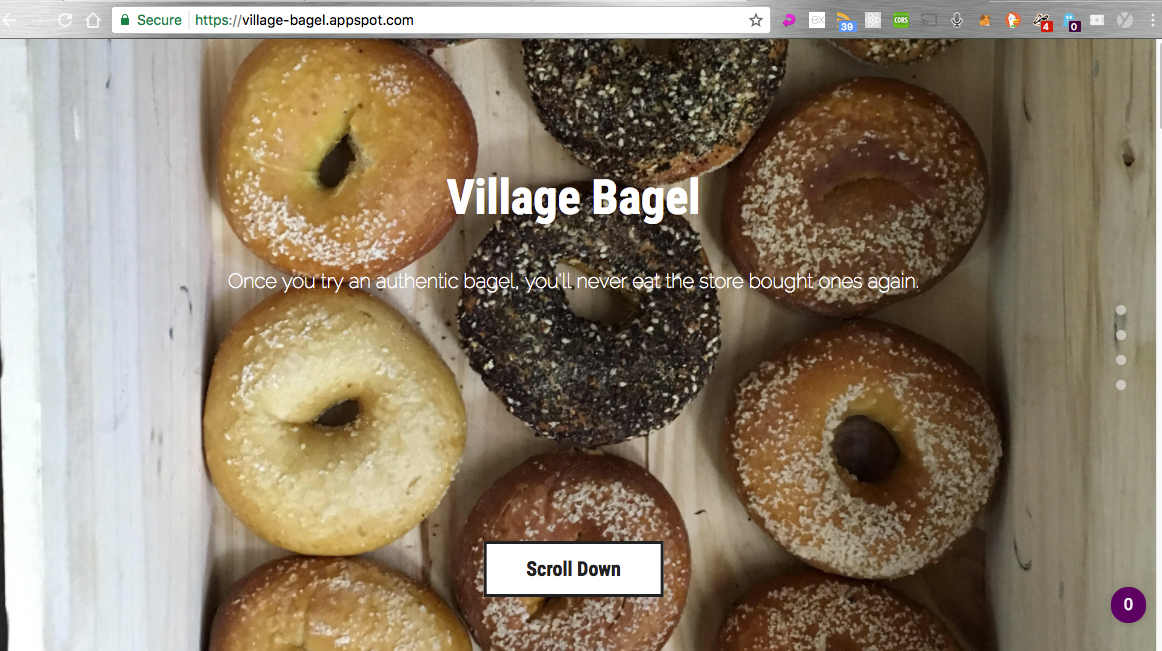 Secure
https://village-bagel.appspot.com
ex
39
CORS
4
0
Village Bagel
Once you try an authentic bagel, you'll never eat the store bought ones again.
Scroll Down
0